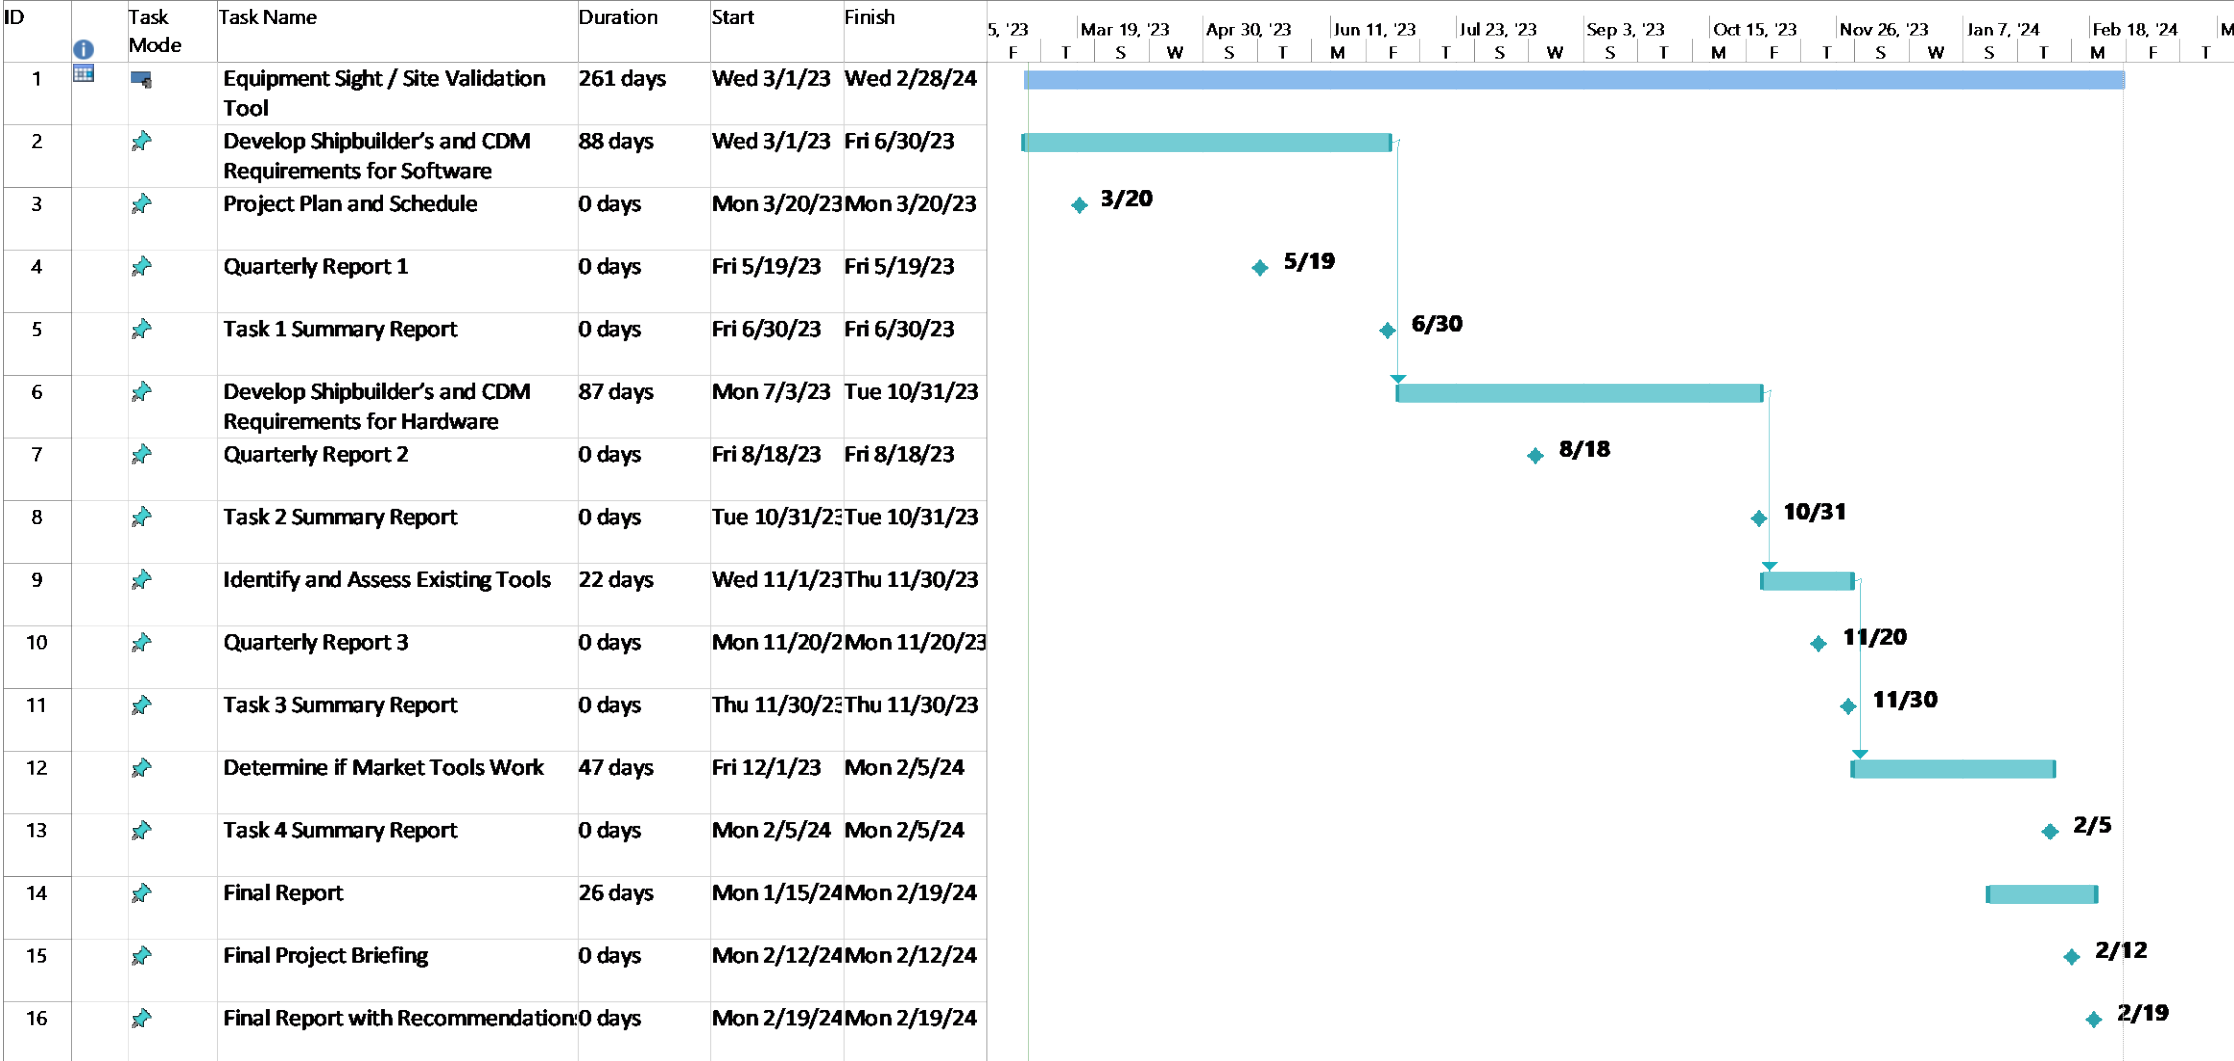 ID Task Mode Task Name Duration Start Finish
5, '23 Mar 19, '23 Apr 30, '23 Jun 11, '23 Jul 23, '23 Sep 3, '23 Oct 15, '23 Nov 26, '23 Jan 7, '24 Feb 18, '24 M
F T S W S T M F T S W S T M F T S W S T M F T
1 Equipment Sight / Site Validation Tool 261 days Wed 3/1/23 Wed 2/28/24
2 Develop Shipbuilder's and CDM Requirements for Software 88 days Wed 3/1/23 Fri 6/30/23
3 Project Plan and Schedule 0 days Mon 3/20/23 Mon 3/20/23 3/20
4 Quarterly Report 1 0 days Fri 5/19/23 Fri 5/19/23 5/19
5 Task 1 Summary Report 0 days Fri 6/30/23 Fri 6/30/23 6/30
6 Develop Shipbuilder's and CDM Requirements for Hardware 87 days Mon 7/3/23 Tue 10/31/23
7 Quarterly Report 2 0 days Fri 8/18/23 Fri 8/18/23 8/18
8 Task 2 Summary Report 0 days Tue 10/31/23 Tue 10/31/23 10/31
9 Identify and Assess Existing Tools 22 days Wed 11/1/23 Thu 11/30/23
10 Quarterly Report 3 0 days Mon 11/20/2 Mon 11/20/23 11/20
11 Task 3 Summary Report 0 days Thu 11/30/23 Thu 11/30/23 11/30
12 Determine if Market Tools Work 47 days Fri 12/1/23 Mon 2/5/24
13 Task 4 Summary Report 0 days Mon 2/5/24 Mon 2/5/24 2/5
14 Final Report 26 days Mon 1/15/24 Mon 2/19/24
15 Final Project Briefing 0 days Mon 2/12/24 Mon 2/12/24 2/12
16 Final Report with Recommendations 0 days Mon 2/19/24 Mon 2/19/24 2/19